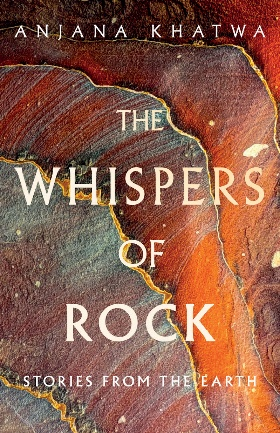 ANJANA KHATWA
THE
WHISPERS
OF
ROCK
STORIES FROM THE EARTH